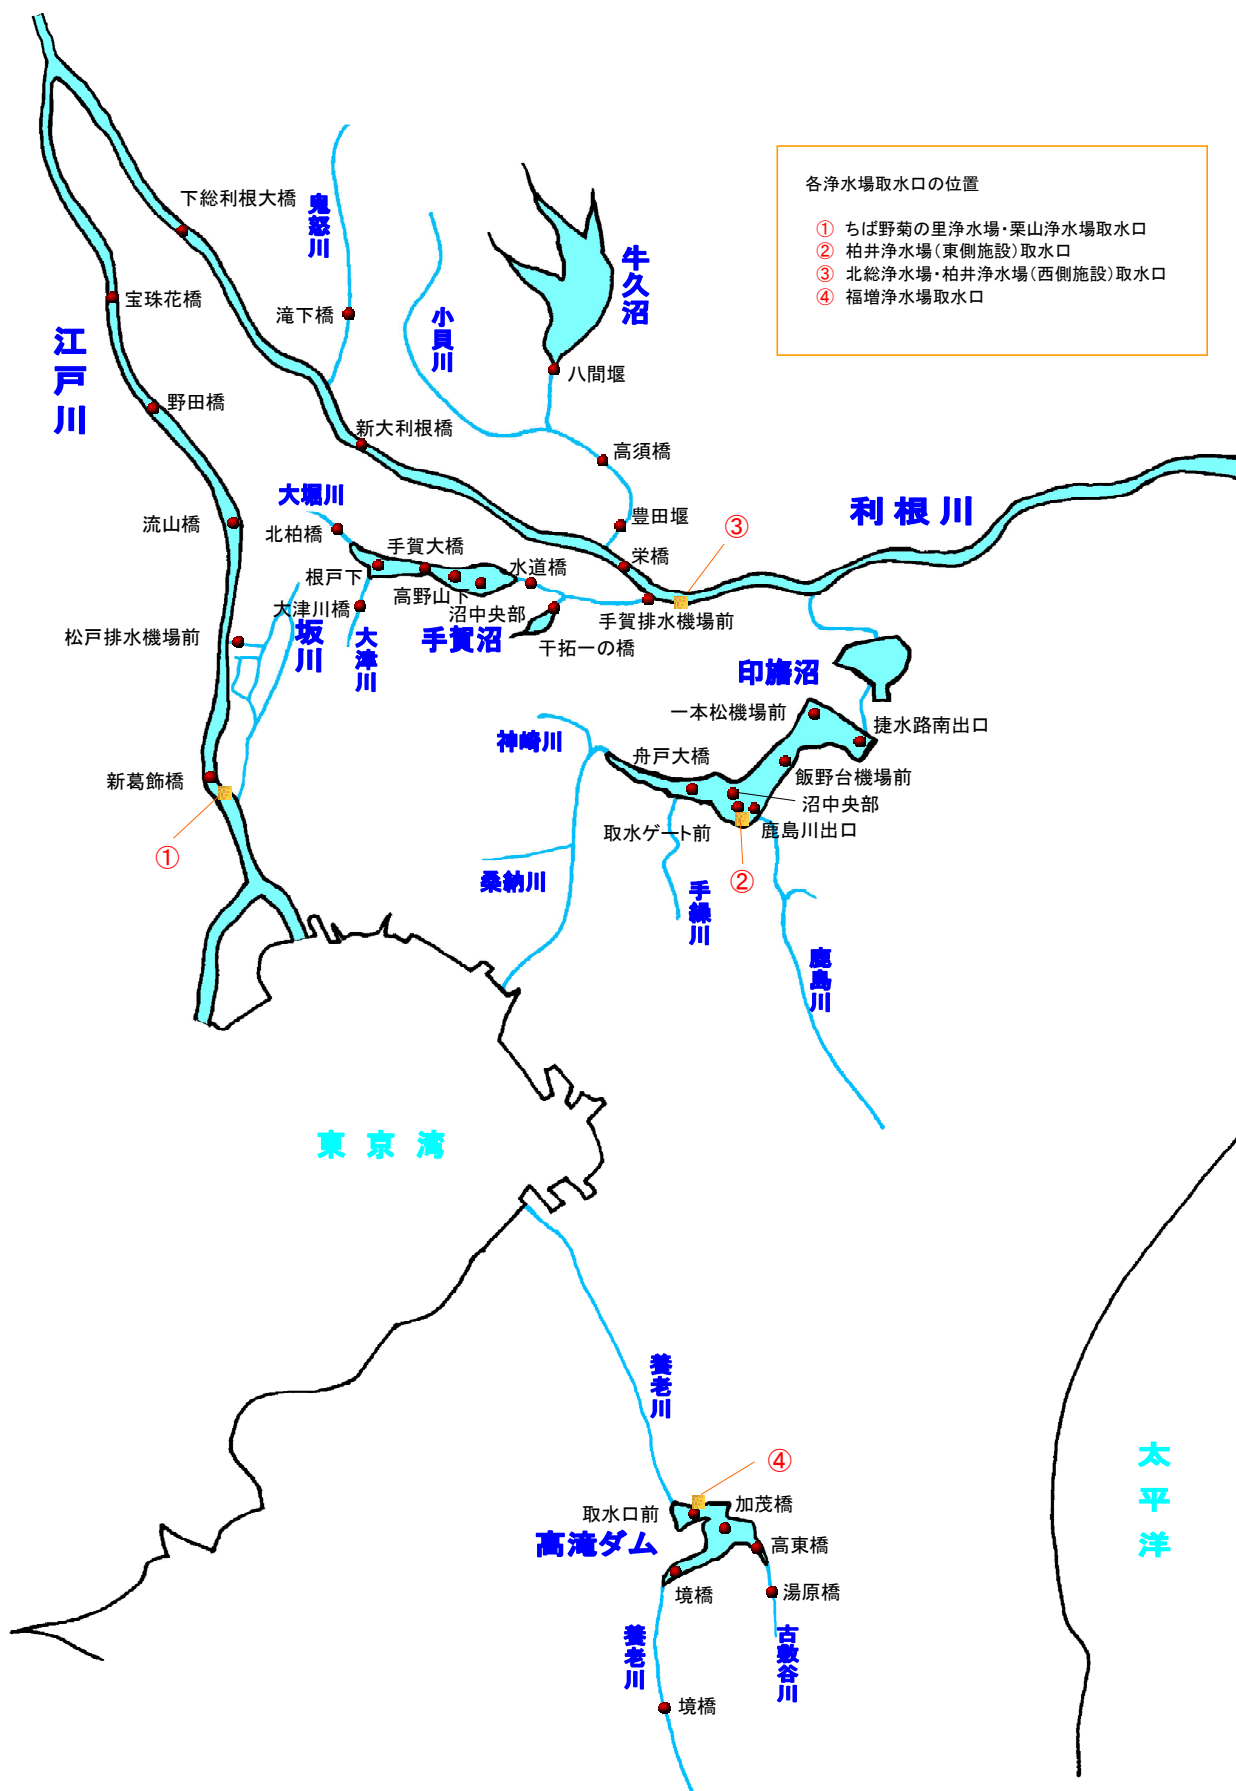 各浄水場取水口の位置
① ちば野菊の里浄水場・栗山浄水場取水口
② 柏井浄水場(東側施設)取水口
③ 北総浄水場・柏井浄水場(西側施設)取水口
④ 福増浄水場取水口
下総利根大橋
鬼怒川
牛久沼
宝珠花橋
滝下橋
小貝川
江戸川
八間堰
野田橋
新大利根橋
高須橋
大堀川
利根川
流山橋
北柏橋
豊田堰
③
手賀大橋
栄橋
根戸下
水道橋
高野山下
大津川橋
沼中央部
手賀排水機場前
松戸排水機場前
坂川
大津川
手賀沼
干拓一の橋
印旛沼
一本松機場前
捷水路南出口
神崎川
舟戸大橋
新葛飾橋
飯野台機場前
沼中央部
取水ゲート前
鹿島川出口
①
桑納川
②
手繰川
鹿島川
東京湾
養老川
④
太平洋
取水口前
加茂橋
高滝ダム
高東橋
境橋
湯原橋
養老川
古敷谷川
境橋